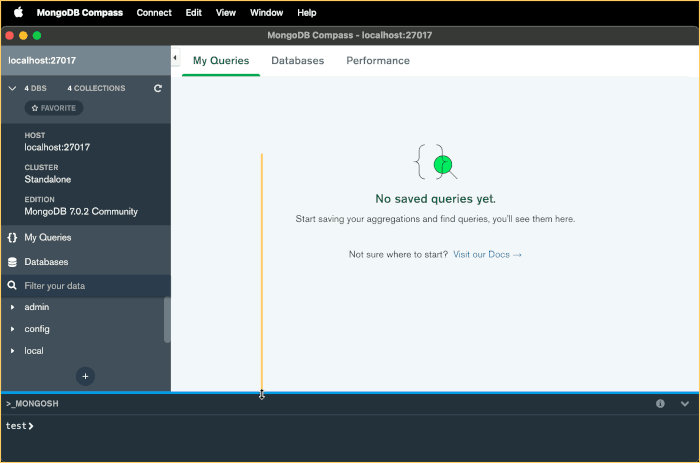 MongoDB Compass Connect Edit View Window Help
MongoDB Compass - localhost:27017
localhost:27017
My Queries Databases Performance
4 DBS 4 COLLECTIONS
FAVORITE
HOST
localhost:27017
CLUSTER
Standalone
EDITION
MongoDB 7.0.2 Community
My Queries
Databases
Filter your data
admin
config
local
No saved queries yet.
Start saving your aggregations and find queries, you'll see them here.
Not sure where to start? Visit our Docs →
>_MONGOSH
test>